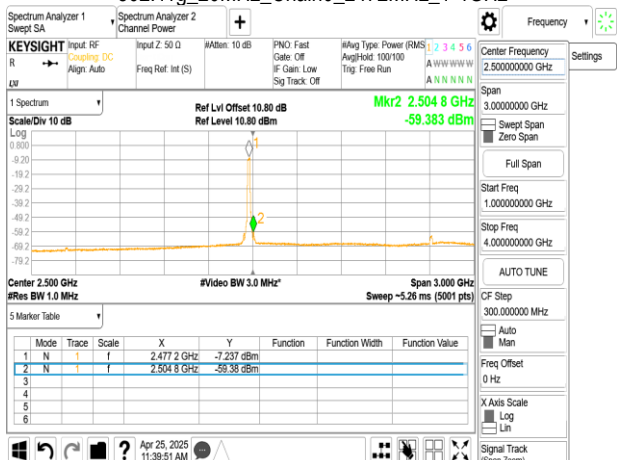 Spectrum Analyzer 1
Swept SA
Spectrum Analyzer 2
Channel Power
+
Frequency
KEYSIGHT
R
LXI
Input: RF
Coupling: DC
Align: Auto
Input Z: 50 Ω
Freq Ref: Int (S)
#Atten: 10 dB
PNO: Fast
Gate: Off
IF Gain: Low
Sig Track: Off
#Avg Type: Power (RMS
Avg|Hold: 100/100
Trig: Free Run
1 2 3 4 5 6
A W W W W W
A N N N N N
1 Spectrum
Scale/Div 10 dB
Ref Lvl Offset 10.80 dB
Ref Level 10.80 dBm
Mkr2 2.504 8 GHz
-59.383 dBm
Log
0.800
-9.20
-19.2
-29.2
-39.2
-49.2
-59.2
-69.2
-79.2
1
2
Center 2.500 GHz
#Res BW 1.0 MHz
#Video BW 3.0 MHz*
Span 3.000 GHz
Sweep ~5.26 ms (5001 pts)
5 Marker Table
Mode Trace Scale X Y Function Function Width Function Value
1 N 1 f 2.477 2 GHz -7.237 dBm
2 N 1 f 2.504 8 GHz -59.38 dBm
3
4
5
6
?
Apr 25, 2025
11:39:51 AM
Center Frequency
2.500000000 GHz
Settings
Span
3.00000000 GHz
Swept Span
Zero Span
Full Span
Start Freq
1.000000000 GHz
Stop Freq
4.000000000 GHz
AUTO TUNE
CF Step
300.000000 MHz
Auto
Man
Freq Offset
0 Hz
X Axis Scale
Log
Lin
Signal Track